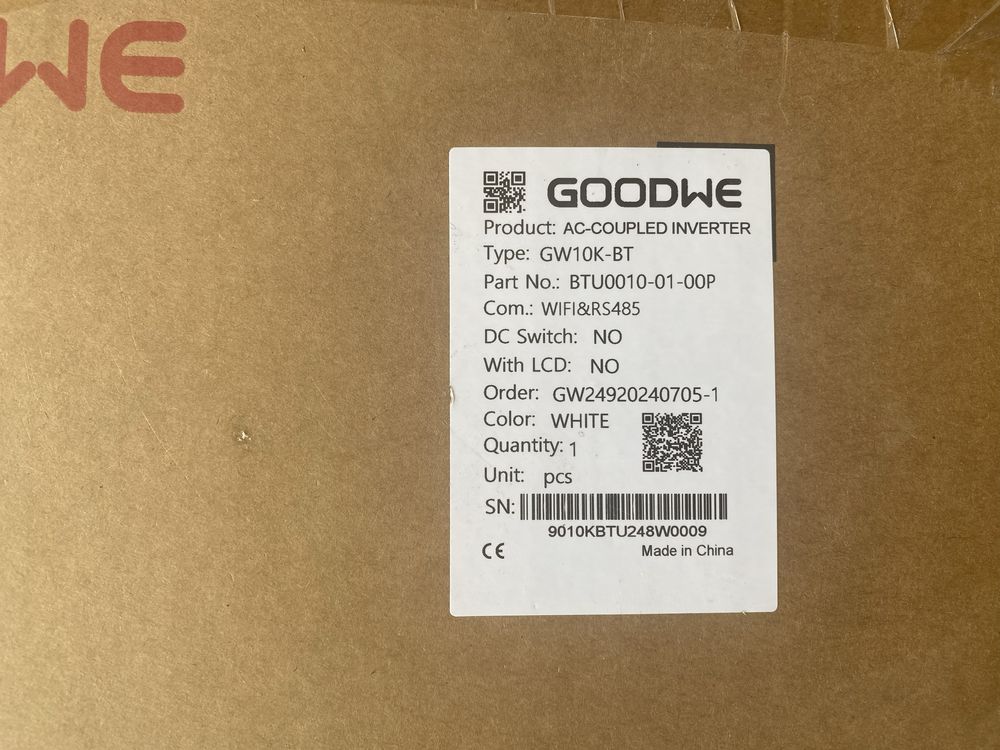 WE
GOODWE
Product: AC-COUPLED INVERTER
Type: GW10K-BT
Part No.: BTU0010-01-00P
Com.: WIFI&RS485
DC Switch: NO
With LCD: NO
Order: GW24920240705-1
Color: WHITE
Quantity: 1
Unit: pcs
SN:
9010KBTU248W0009
CE Made in China